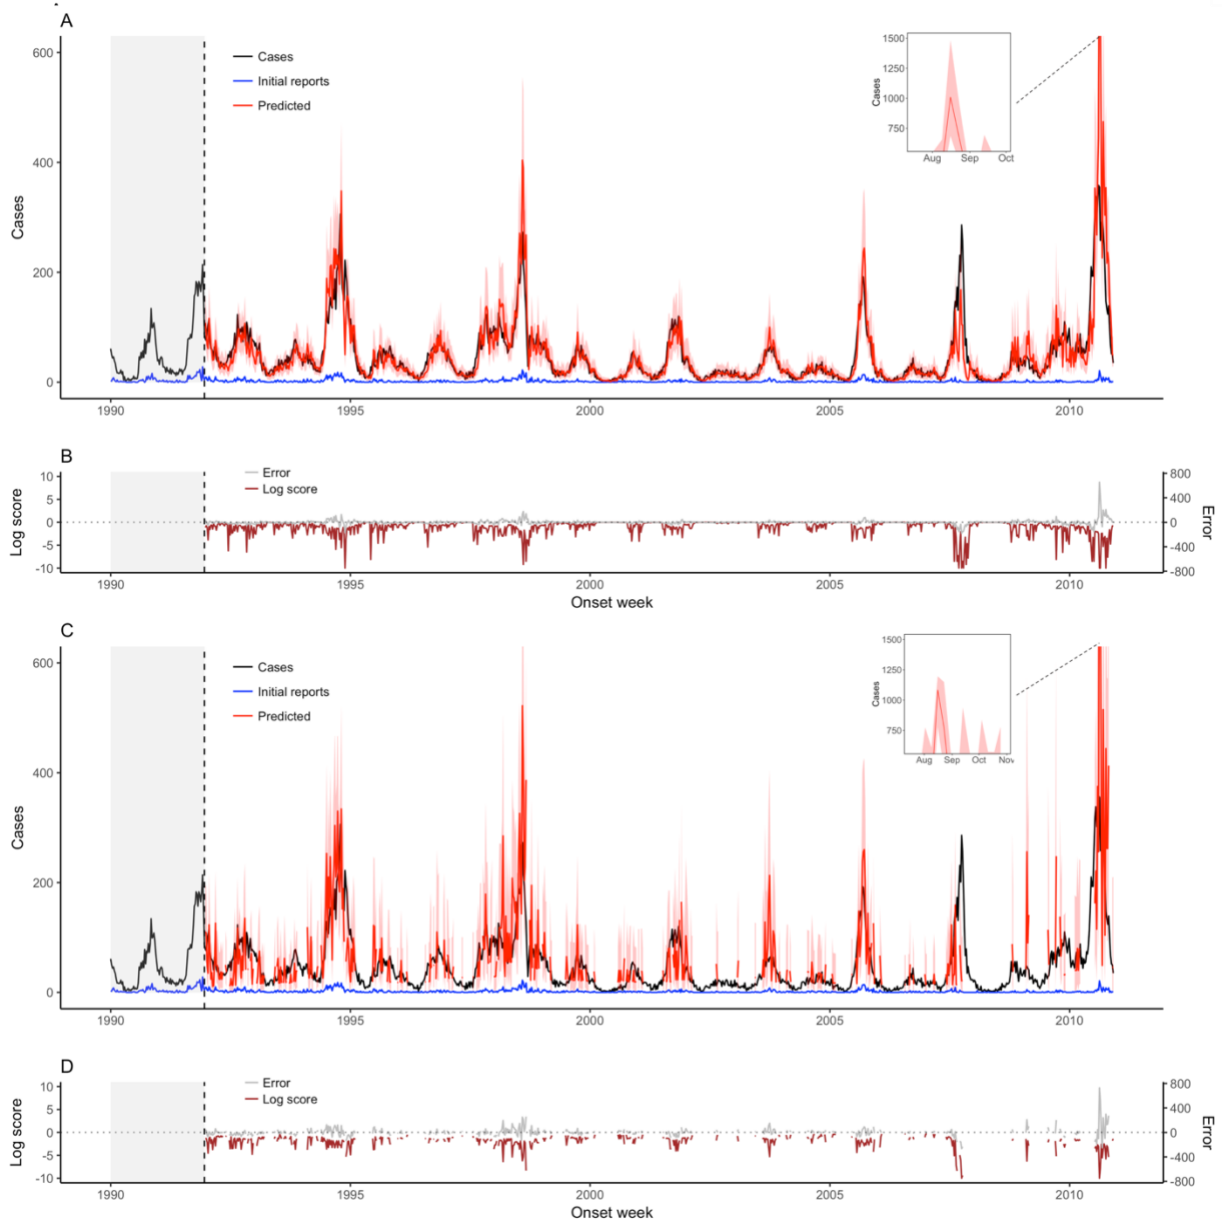 A
600
400
200
0
Cases
Cases
Initial reports
Predicted
1500
1250
1000
750
Cases
Aug Sep Oct
1990 1995 2000 2005 2010
B
Error
Log score
10
5
0
-5
-10
Log score
800
400
0
-400
-800
Error
1990 1995 2000 2005 2010
Onset week
C
600
400
200
0
Cases
Cases
Initial reports
Predicted
1500
1250
1000
750
Cases
Aug Sep Oct Nov
1990 1995 2000 2005 2010
D
Error
Log score
10
5
0
-5
-10
Log score
800
400
0
-400
-800
Error
1990 1995 2000 2005 2010
Onset week